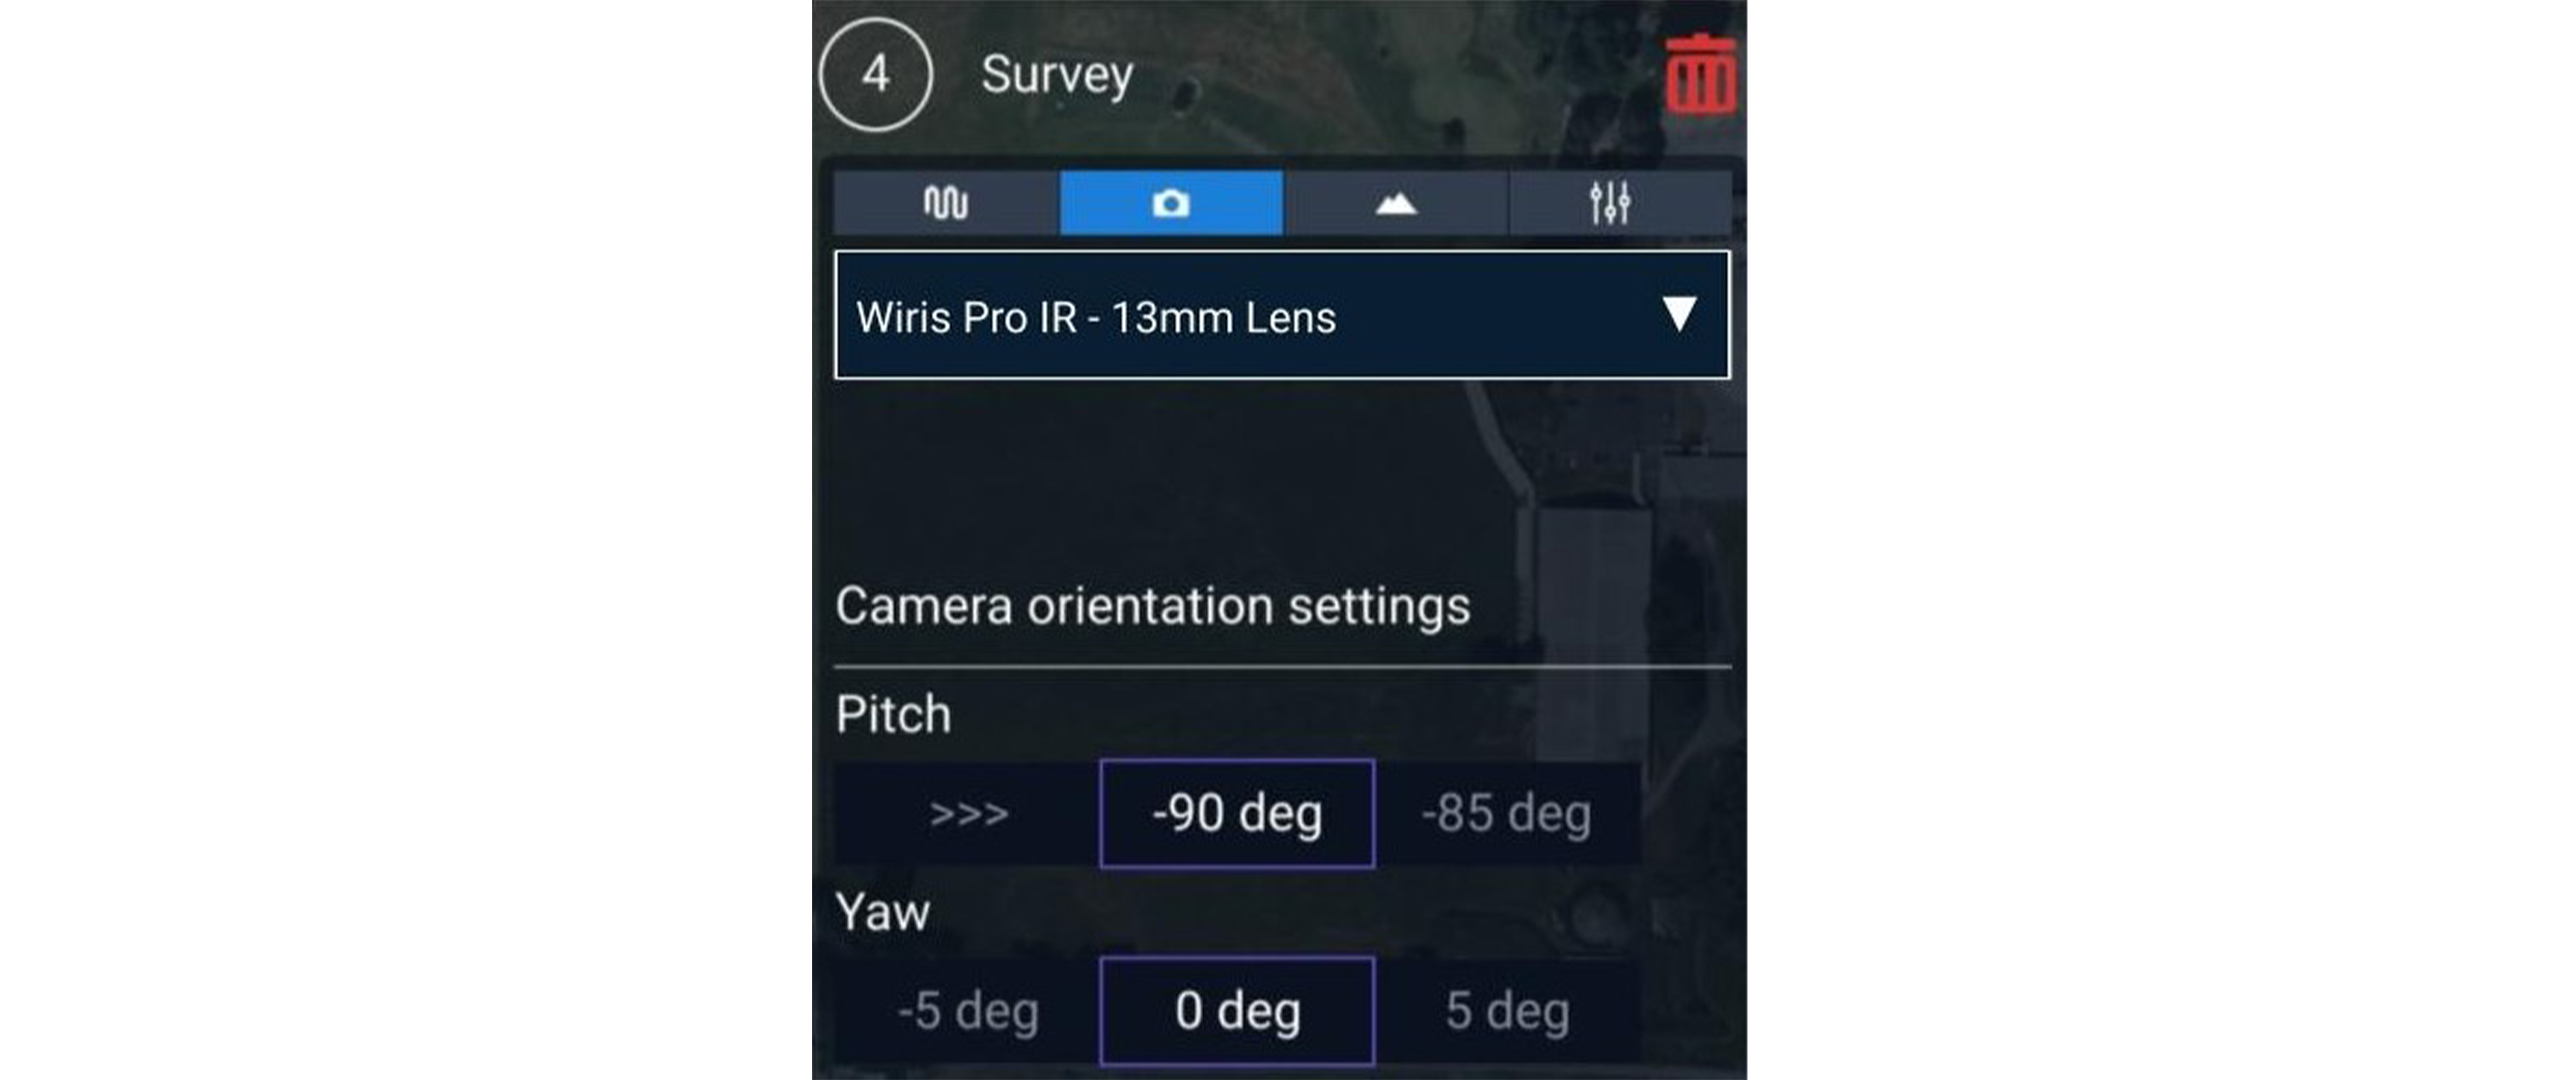 4 Survey
Wiris Pro IR - 13mm Lens
Camera orientation settings
Pitch
>>> -90 deg -85 deg
Yaw
-5 deg 0 deg 5 deg